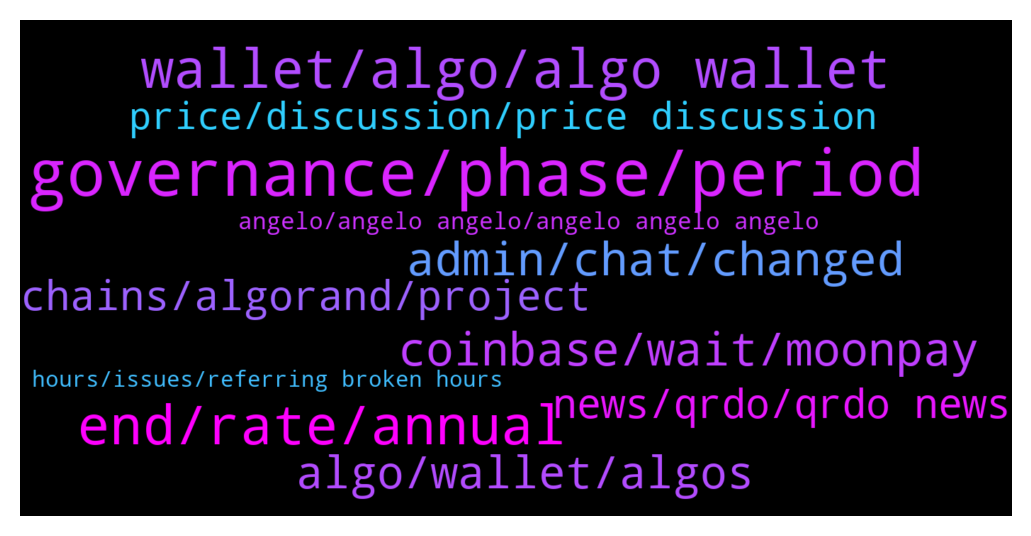 wallet/algo/algo wallet
price/discussion/price discussion
governance/phase/period
angelo/angelo angelo/angelo angelo angelo
admin/chat/changed
chains/algorand/project
coinbase/wait/moonpay
hours/issues/referring broken hours
news/qrdo/qrdo news
end/rate/annual
algo/wallet/algos